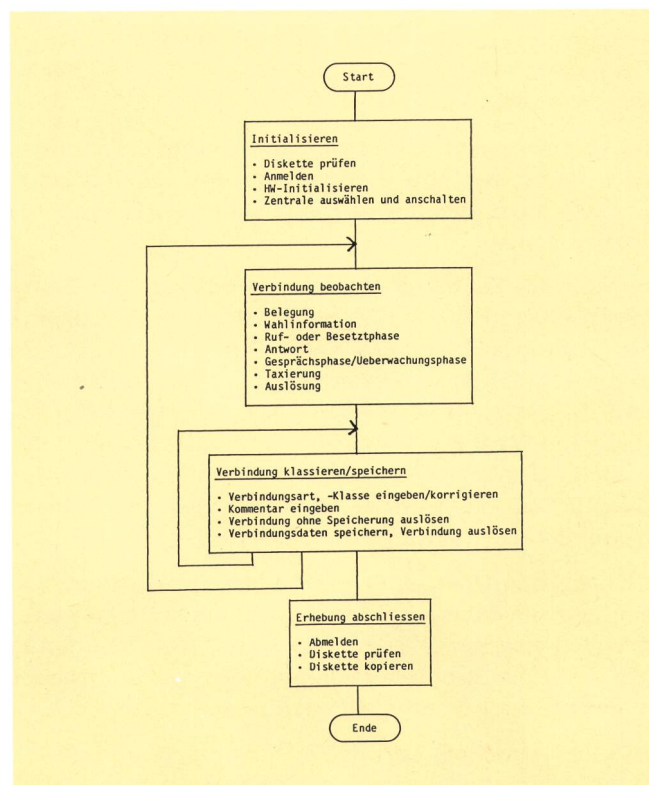 Start
Initialisieren
• Diskette prüfen
• Anmelden
• HW-Initialisieren
• Zentrale auswählen und anschalten
Verbindung beobachten
• Belegung
• Wahlinformation
• Ruf- oder Besetztphase
• Antwort
• Gesprächsphase/Ueberwachungsphase
• Taxierung
• Auslösung
Verbindung klassieren/speichern
• Verbindungsart, -Klasse eingeben/korrigieren
• Kommentar eingeben
• Verbindung ohne Speicherung auslösen
• Verbindungsdaten speichern, Verbindung auslösen
Erhebung abschliessen
• Abmelden
• Diskette prüfen
• Diskette kopieren
Ende